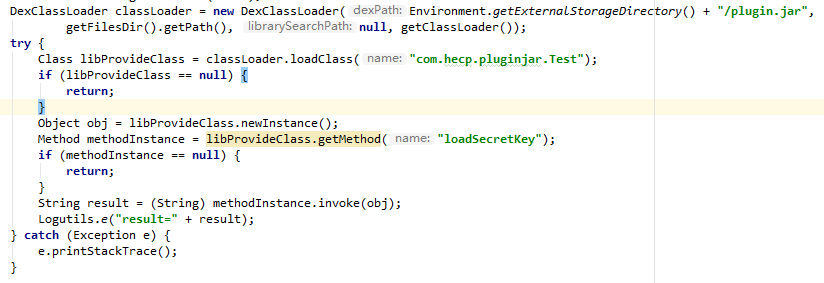 DexClassLoader classLoader = new DexClassLoader( dexPath: Environment.getExternalStorageDirectory() + "/plugin.jar",
getFilesDir().getPath(), librarySearchPath: null, getClassLoader());
try {
Class libProvideClass = classLoader.loadClass( name: "com.hecp.pluginjar.Test");
if (libProvideClass == null) {
return;
}
Object obj = libProvideClass.newInstance();
Method methodInstance = libProvideClass.getMethod( name: "loadSecretKey");
if (methodInstance == null) {
return;
}
String result = (String) methodInstance.invoke(obj);
Logutils.e("result=" + result);
} catch (Exception e) {
e.printStackTrace();
}